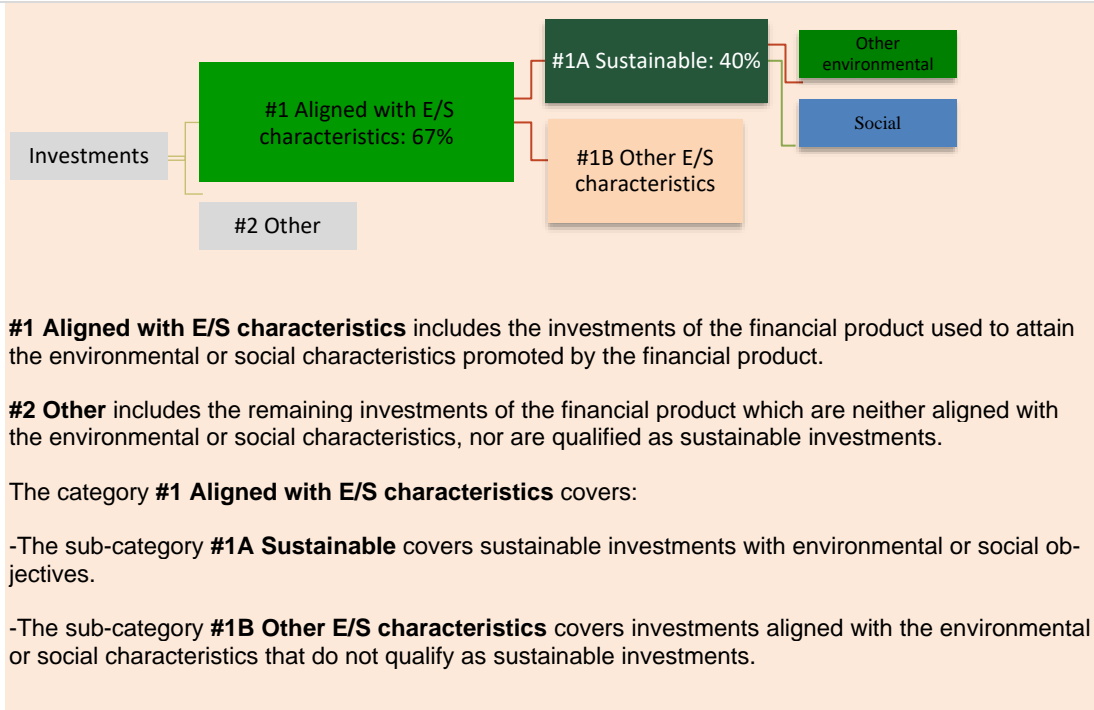 Investments
#1 Aligned with E/S
characteristics: 67%
#2 Other
#1A Sustainable: 40%
#1B Other E/S
characteristics
Other
environmental
Social
#1 Aligned with E/S characteristics includes the investments of the financial product used to attain
the environmental or social characteristics promoted by the financial product.
#2 Other includes the remaining investments of the financial product which are neither aligned with
the environmental or social characteristics, nor are qualified as sustainable investments.
The category #1 Aligned with E/S characteristics covers:
-The sub-category #1A Sustainable covers sustainable investments with environmental or social ob-
jectives.
-The sub-category #1B Other E/S characteristics covers investments aligned with the environmental
or social characteristics that do not qualify as sustainable investments.